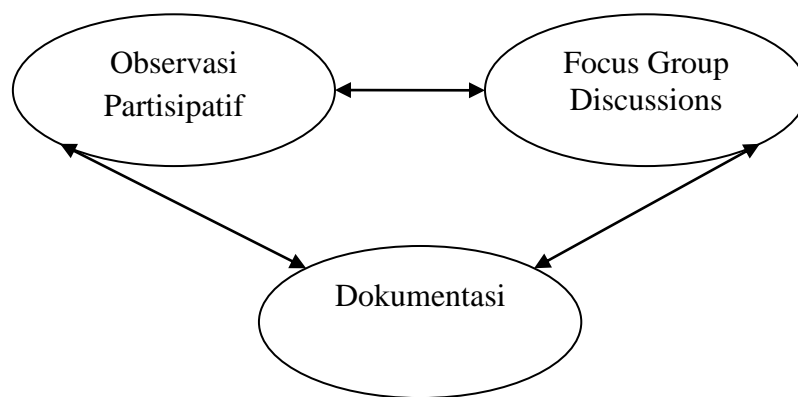 Observasi
Partisipatif
Focus Group
Discussions
Dokumentasi